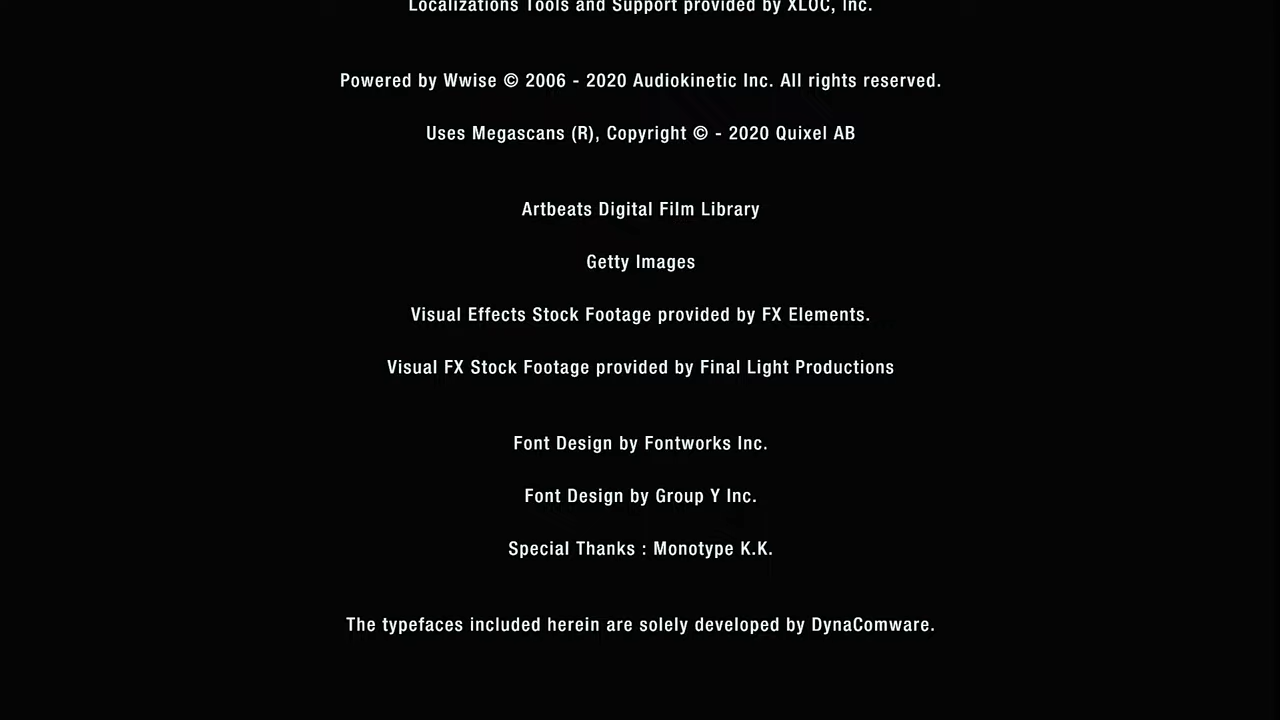 Localizations Tools and Support provided by XLOC, Inc.
Powered by Wwise © 2006 - 2020 Audiokinetic Inc. All rights reserved.
Uses Megascans (R), Copyright © - 2020 Quixel AB
Artbeats Digital Film Library
Getty Images
Visual Effects Stock Footage provided by FX Elements.
Visual FX Stock Footage provided by Final Light Productions
Font Design by Fontworks Inc.
Font Design by Group Y Inc.
Special Thanks : Monotype K.K.
The typefaces included herein are solely developed by DynaComware.